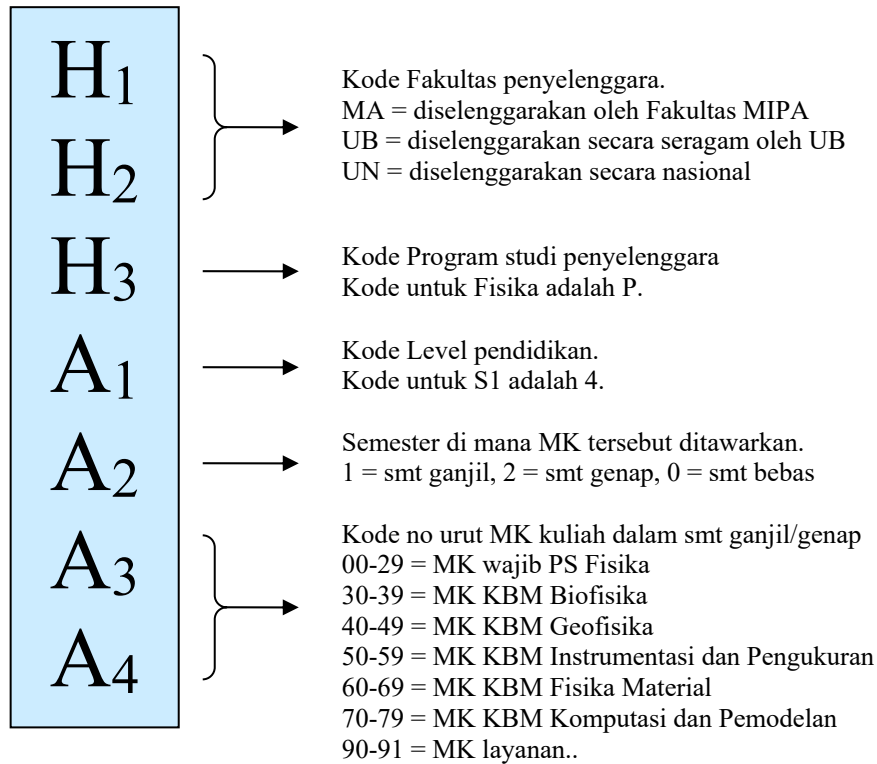 H1
H2
H3
A1
A2
A3
A4
Kode Fakultas penyelenggara.
MA = diselenggarakan oleh Fakultas MIPA
UB = diselenggarakan secara seragam oleh UB
UN = diselenggarakan secara nasional
Kode Program studi penyelenggara
Kode untuk Fisika adalah P.
Kode Level pendidikan.
Kode untuk S1 adalah 4.
Semester di mana MK tersebut ditawarkan.
1 = smt ganjil, 2 = smt genap, 0 = smt bebas
Kode no urut MK kuliah dalam smt ganjil/genap
00-29 = MK wajib PS Fisika
30-39 = MK KBM Biofisika
40-49 = MK KBM Geofisika
50-59 = MK KBM Instrumentasi dan Pengukuran
60-69 = MK KBM Fisika Material
70-79 = MK KBM Komputasi dan Pemodelan
90-91 = MK layanan..